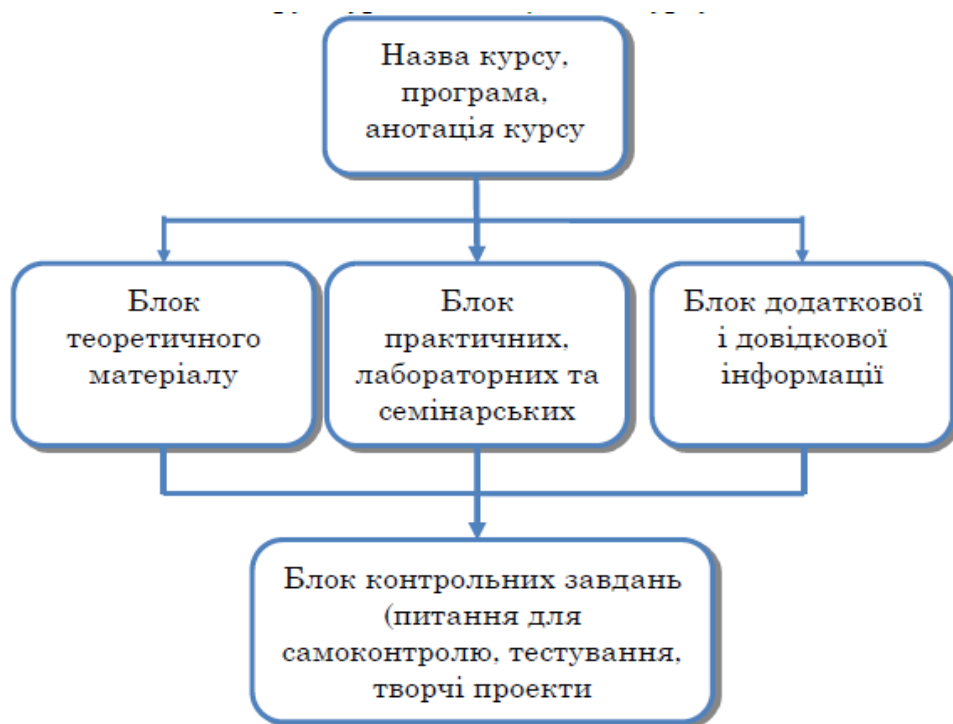 Назва курсу,
програма,
анотація курсу
Блок
теоретичного
матеріалу
Блок
практичних,
лабораторних та
семінарських
Блок додаткової
і довідкової
інформації
Блок контрольних завдань
(питання для
самоконтролю, тестування,
творчі проекти